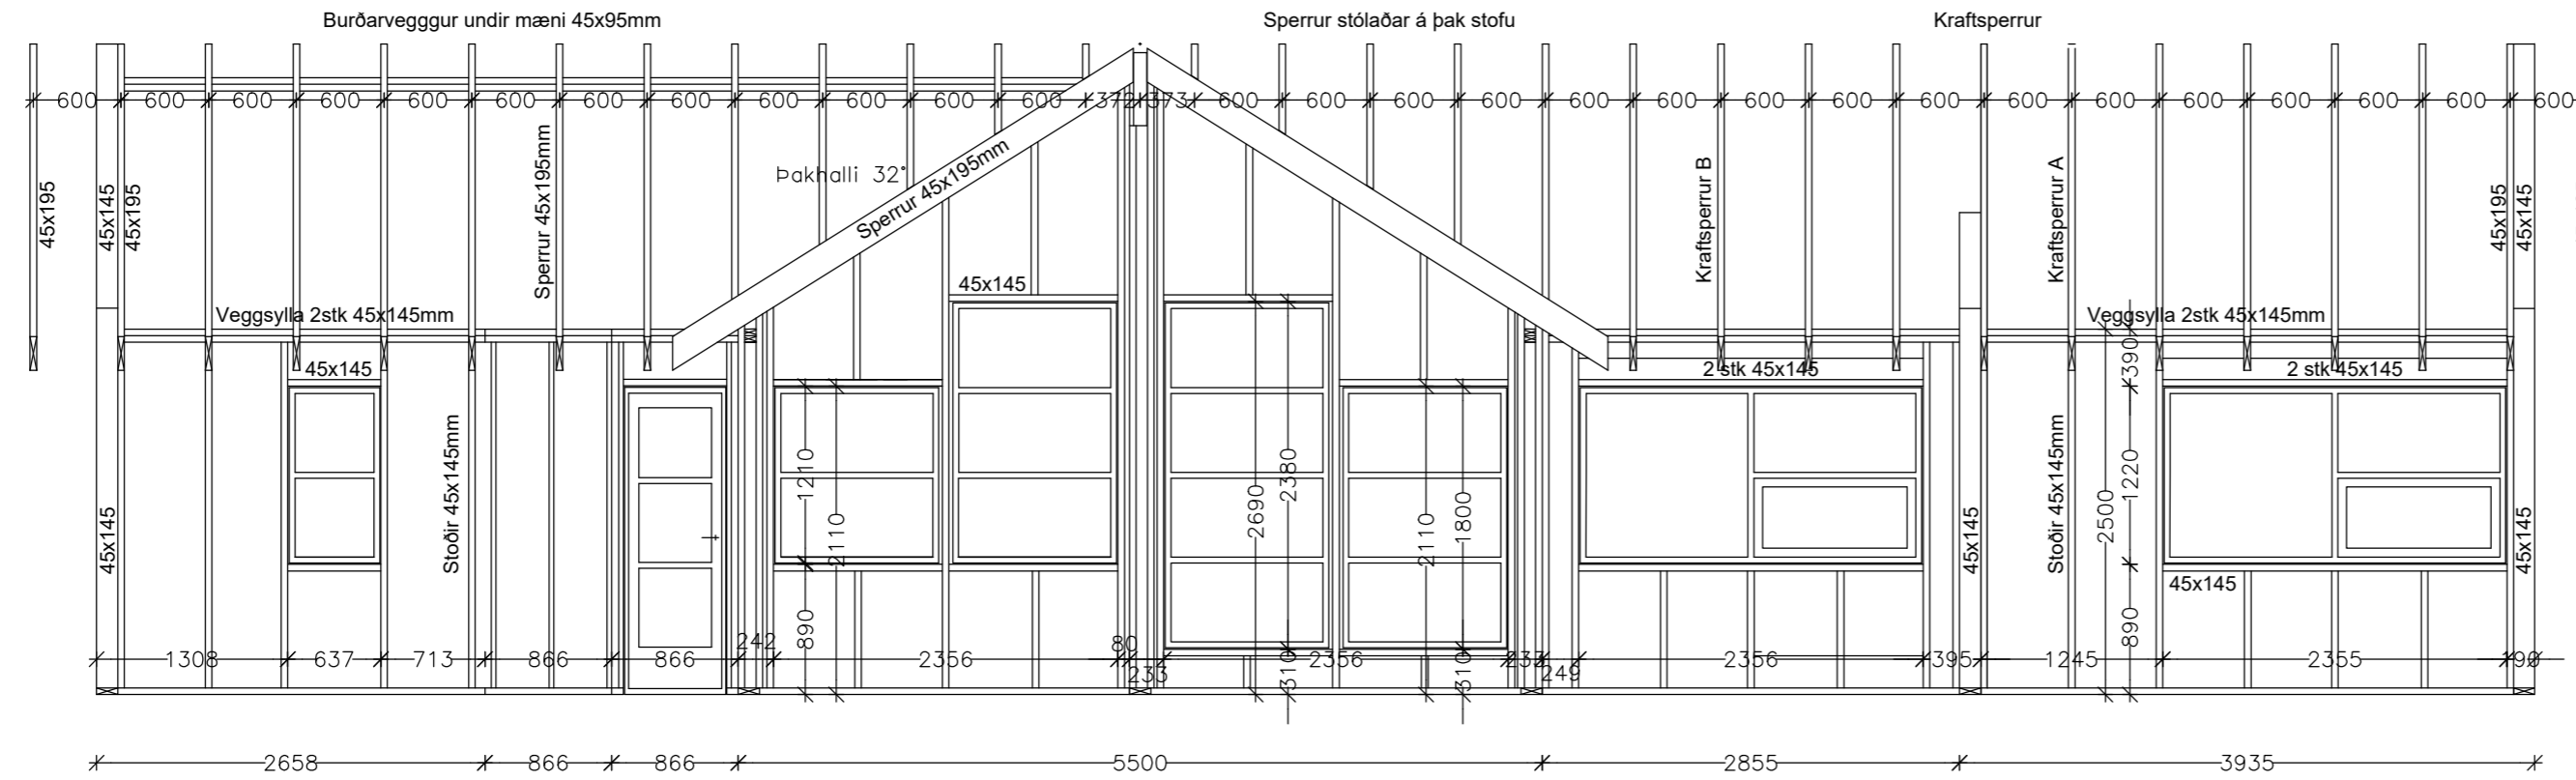 Burðarvegggur undir mæni 45x95mm
Sperrur stólaðar á þak stofu
Kraftsperrur
600 600 600 600 600 600 600 600 600 600 600 600 372 373 600 600 600 600 600 600 600 600 600 600 600 600 600 600 600 600
45x195
45x145
45x195
Sperrur 45x195mm
Þakhalli 32°
Sperrur 45x195mm
Kraftsperrur B
Kraftsperrur A
45x195
45x145
Veggsylla 2stk 45x145mm
45x145
Veggsylla 2stk 45x145mm
45x145
2 stk 45x145
390
2 stk 45x145
45x145
Stoðir 45x145mm
1210
2110
2690
2380
2110
1800
45x145
Stoðir 45x145mm
2500
1220
45x145
45x145
890
310
310
890
1308 637 713 866 866 242 2356 80 233 2356 233 249 2356 395 1245 2355 190
2658 866 866 5500 2855 3935